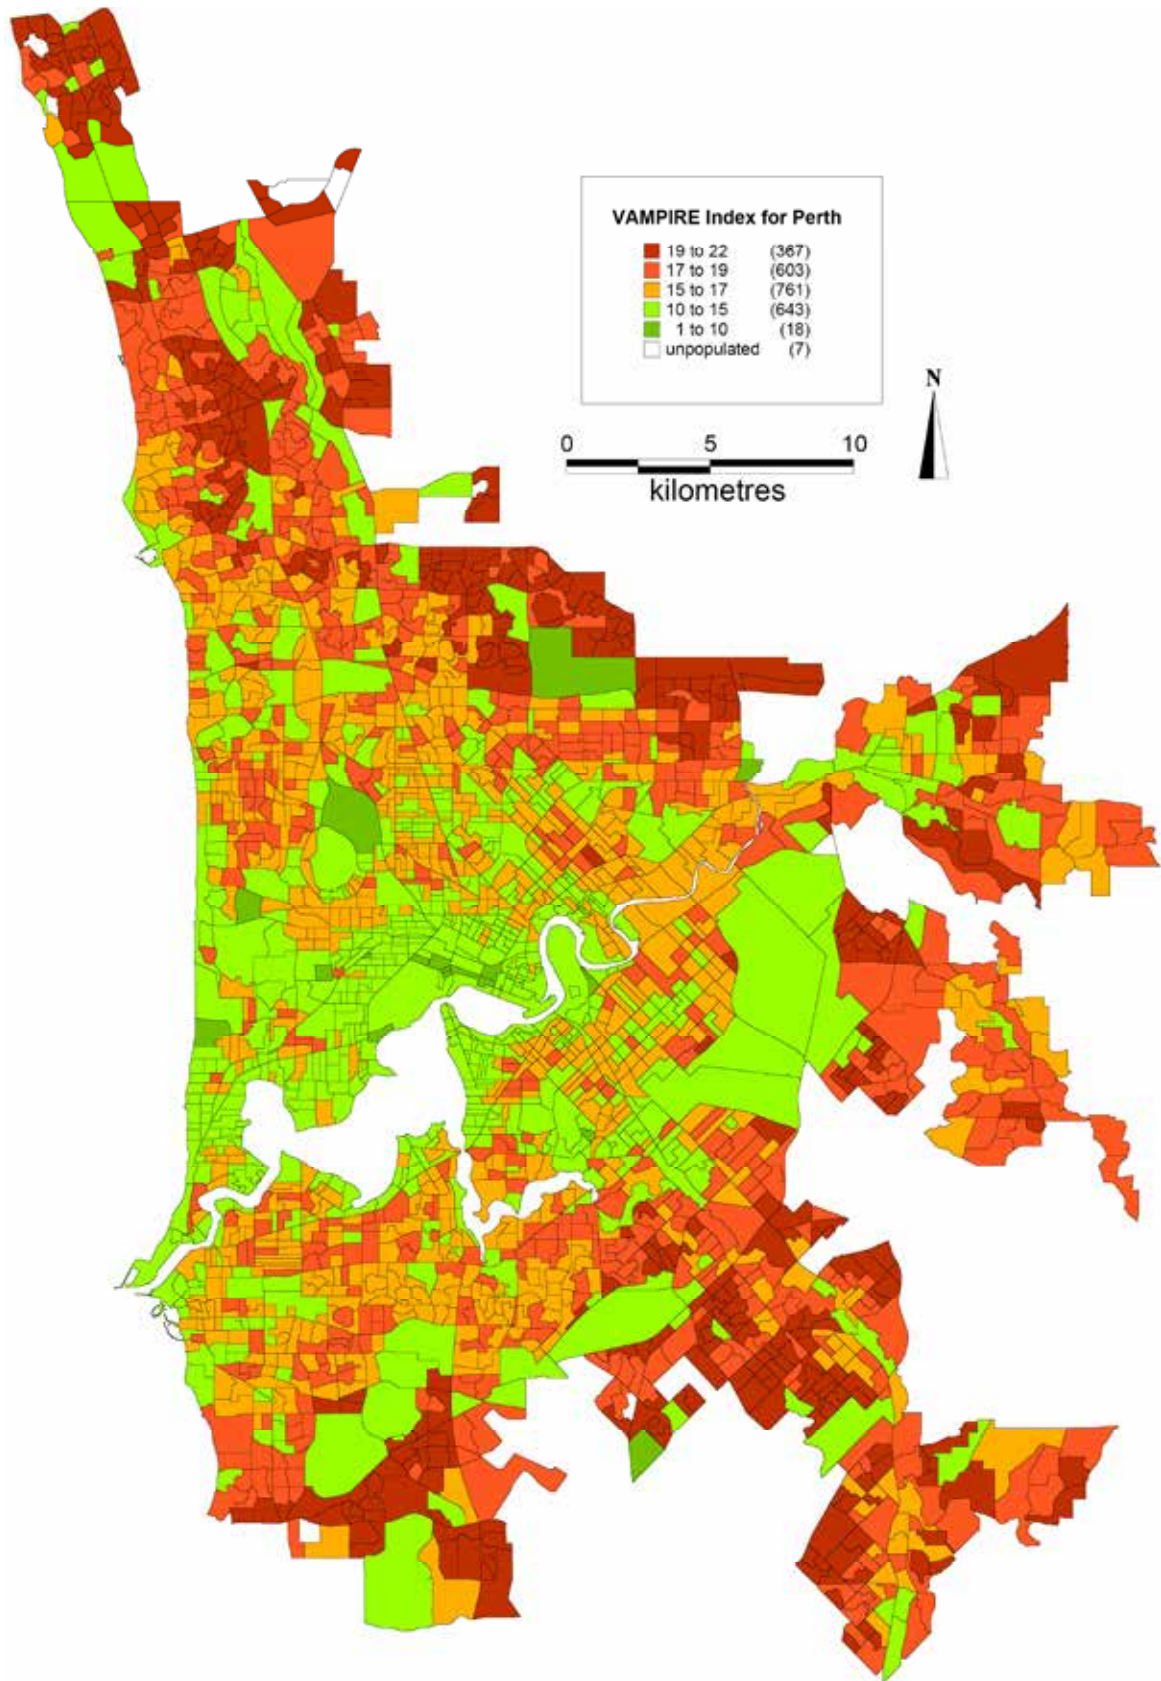 VAMPIRE Index for Perth
19 to 22 (367)
17 to 19 (603)
15 to 17 (761)
10 to 15 (643)
1 to 10 (18)
unpopulated (7)
N
0 5 10
kilometres